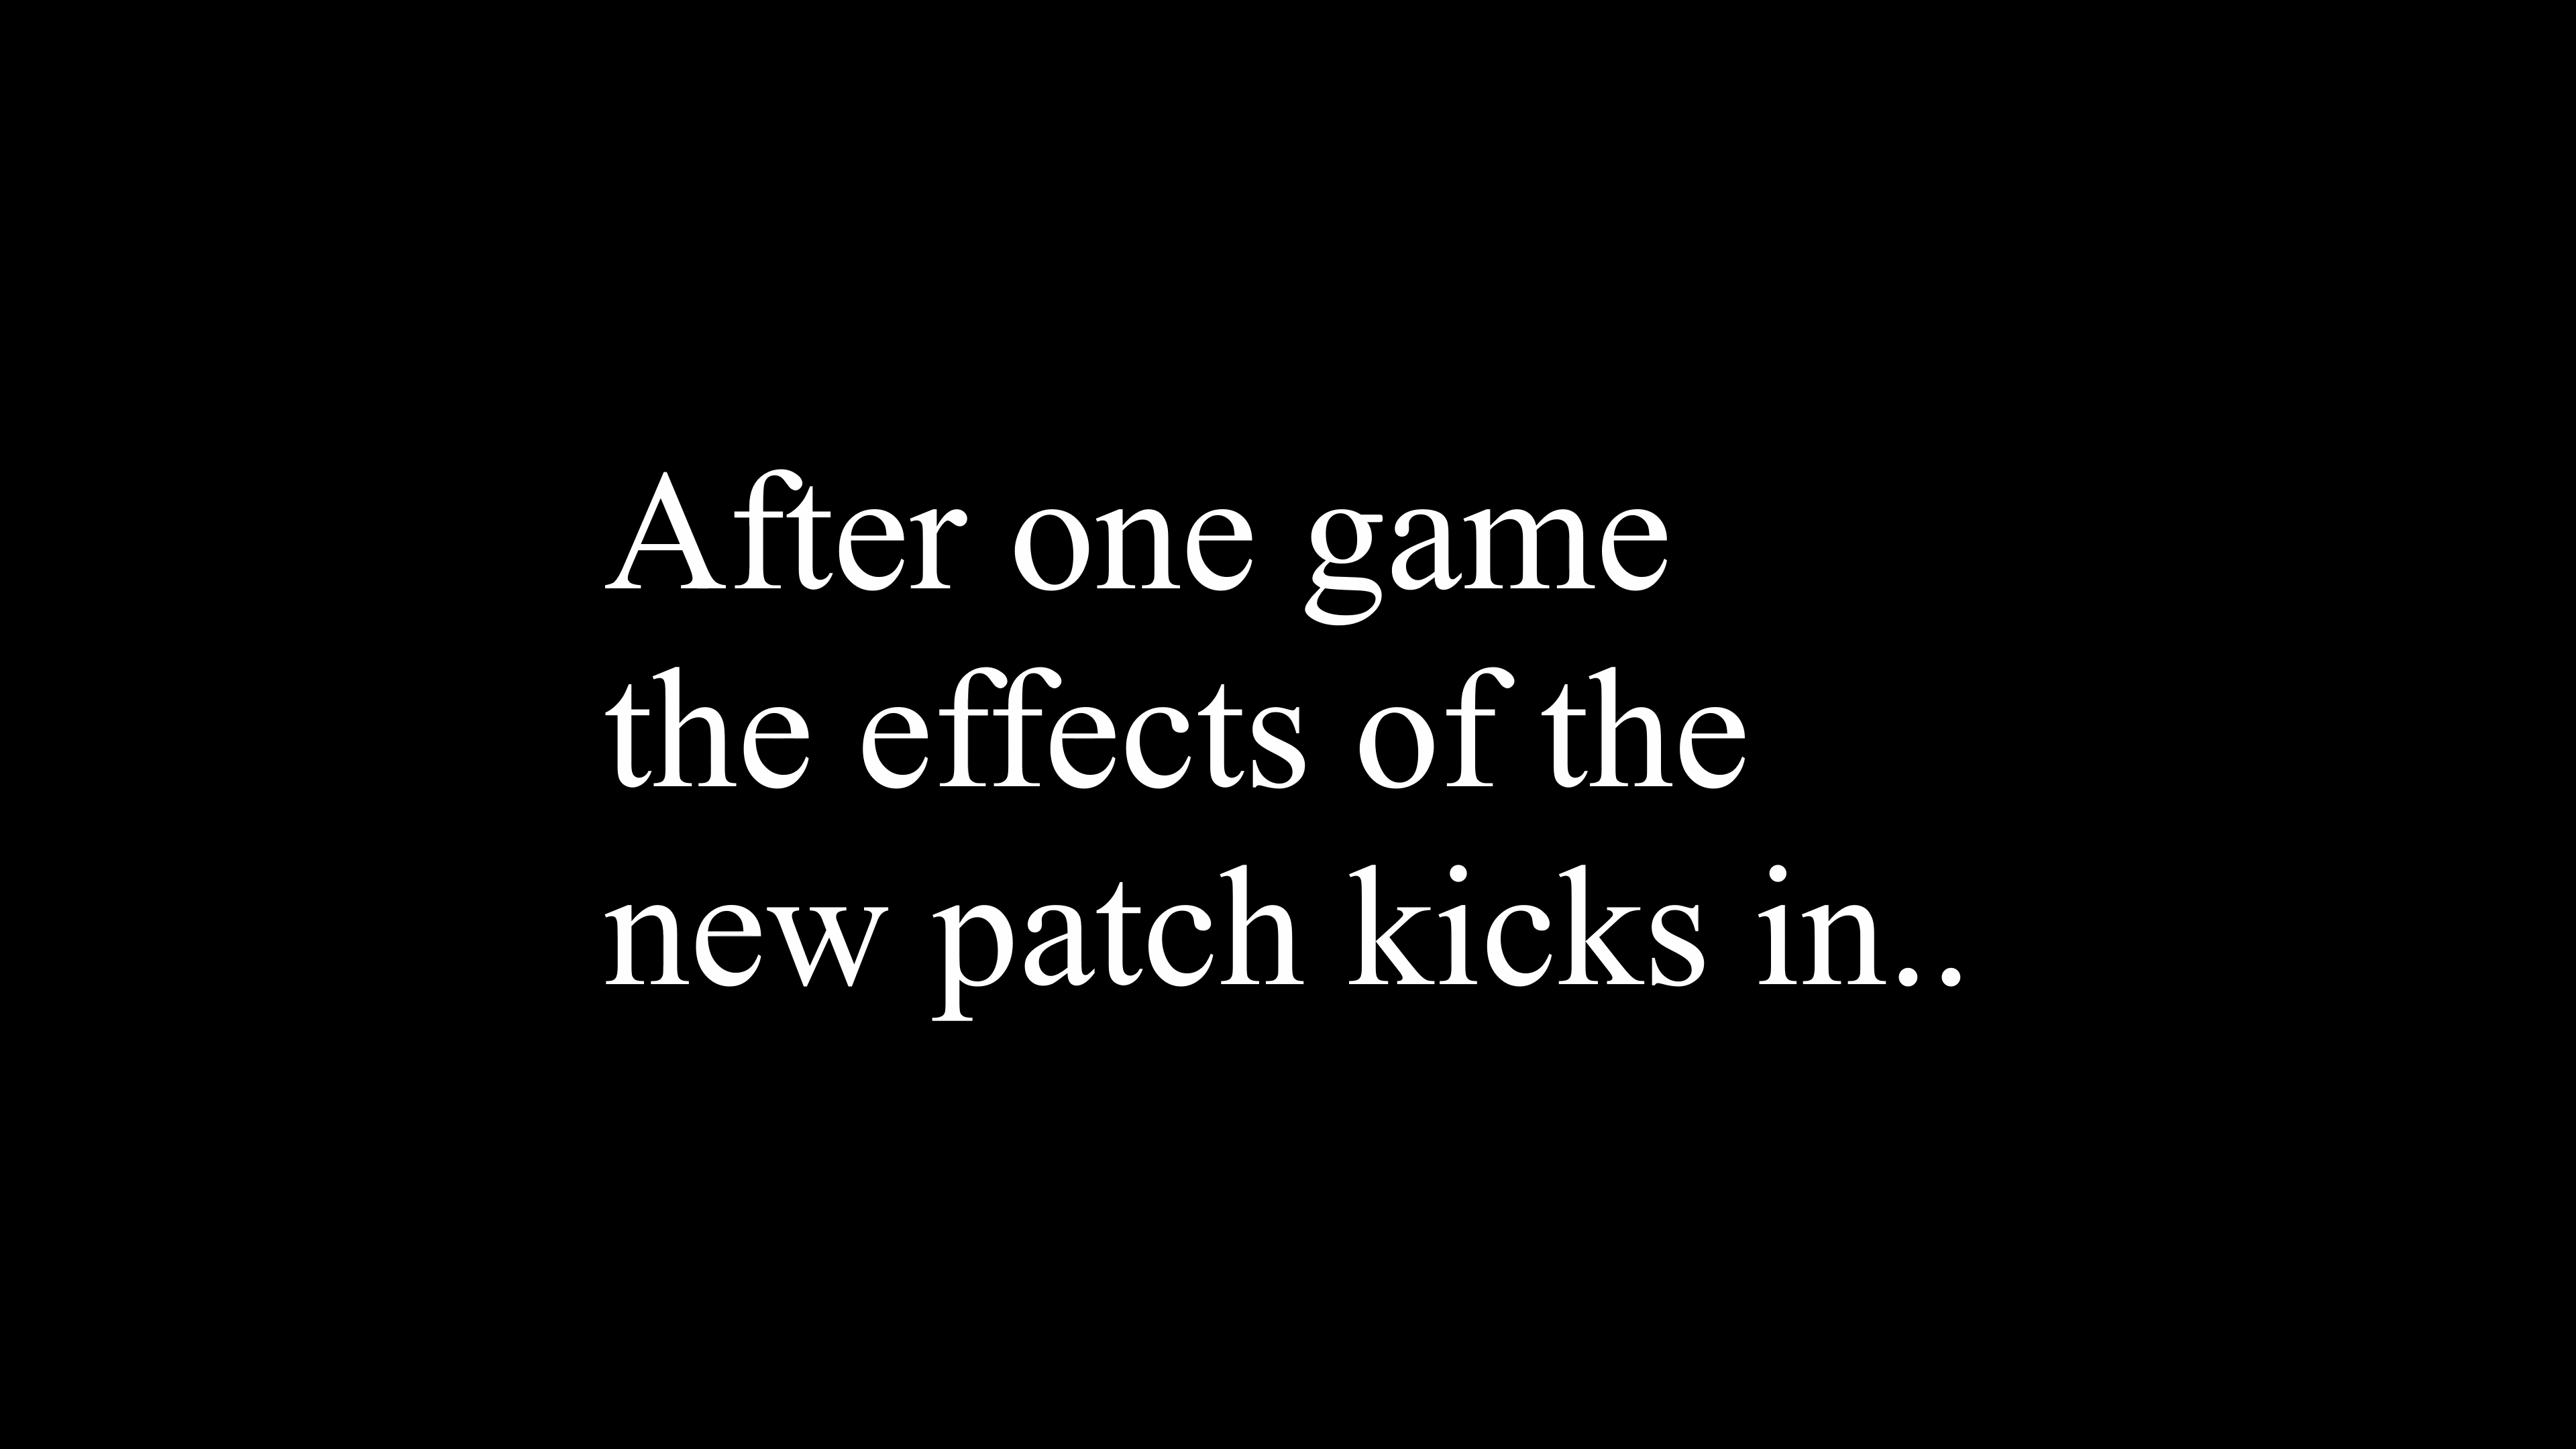 After one game
the effects of the
new patch kicks in..